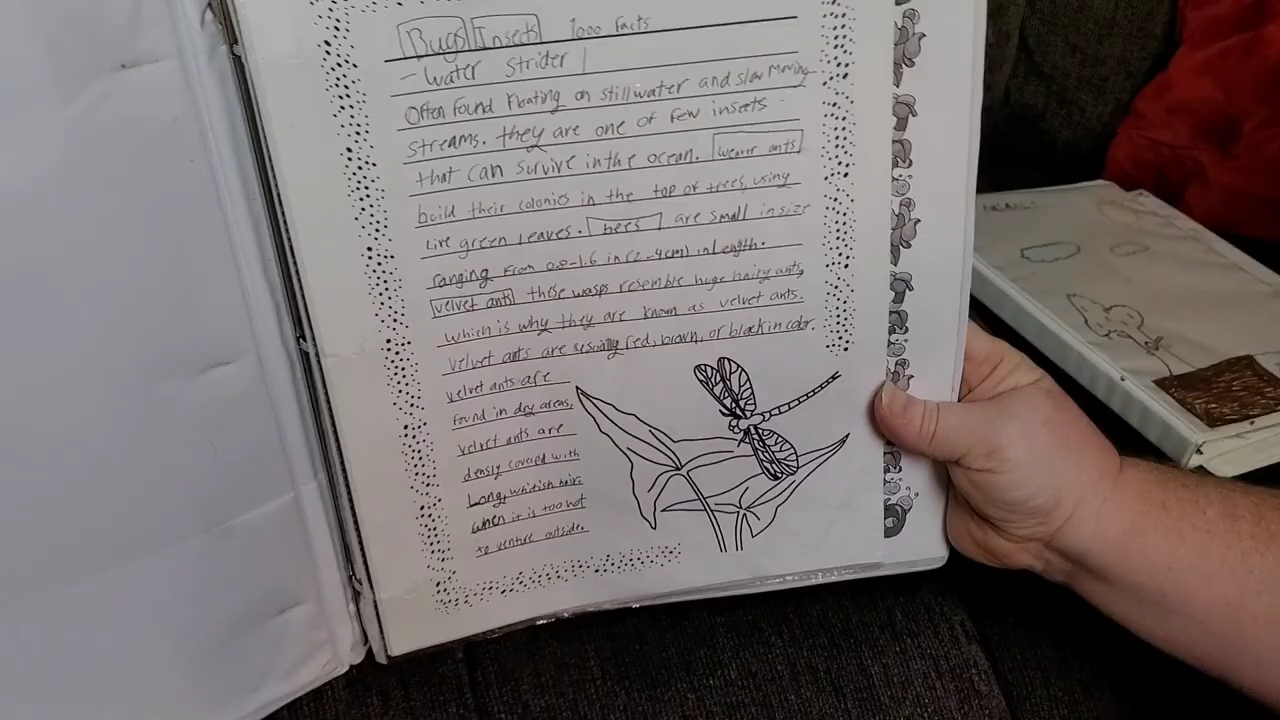 Bugs Insects 1000 Facts
- Water Strider |
Often found floating on still water and slow moving
streams. they are one of few insects
that can survive in the ocean. weaver ants
build their colonies in the top of trees, using
Live green leaves. bees are small in size
ranging from 0.8-1.6 in (2-4cm) in Length.
velvet ants these wasps resemble huge hairy ants,
which is why they are known as velvet ants.
velvet ants are usually red, brown, or black in color.
velvet ants are
found in dry areas,
velvet ants are
densly covered with
Long, whitish hair.
when it is too hot
to venture outside.